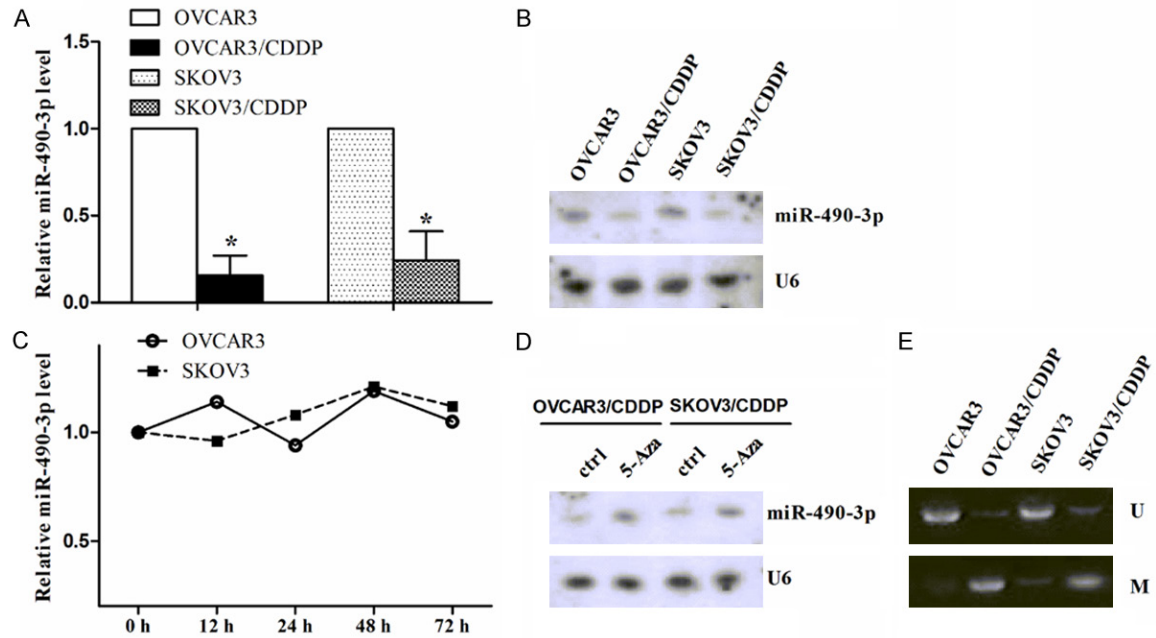 A
OVCAR3
OVCAR3/CDDP
SKOV3
SKOV3/CDDP
Relative miR-490-3p level
1.5
1.0
0.5
0.0
*
*
B
OVCAR3
OVCAR3/CDDP
SKOV3
SKOV3/CDDP
miR-490-3p
U6
C
OVCAR3
SKOV3
Relative miR-490-3p level
1.0
0.5
0 h 12 h 24 h 48 h 72 h
D
OVCAR3/CDDP SKOV3/CDDP
ctrl 5-Aza ctrl 5-Aza
miR-490-3p
U6
E
OVCAR3
OVCAR3/CDDP
SKOV3
SKOV3/CDDP
U
M